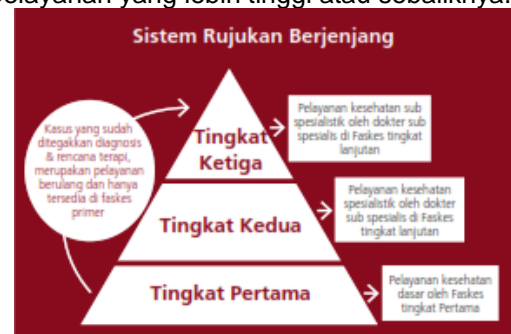 pelayanan yang lebih tinggi atau sebaliknya.
Sistem Rujukan Berjenjang
Kasus yang sudah
ditegakkan diagnosis
& rencana terapi,
merupakan pelayanan
berulang dan hanya
tersedia di faskes
primer
Tingkat
Ketiga
Pelayanan kesehatan sub
spesialistik oleh dokter sub
spesialis di Faskes tingkat
lanjutan
Tingkat Kedua
Pelayanan kesehatan
spesialistik oleh dokter
sub spesialis di Faskes
tingkat lanjutan
Tingkat Pertama
Pelayanan kesehatan
dasar oleh Faskes
tingkat Pertama